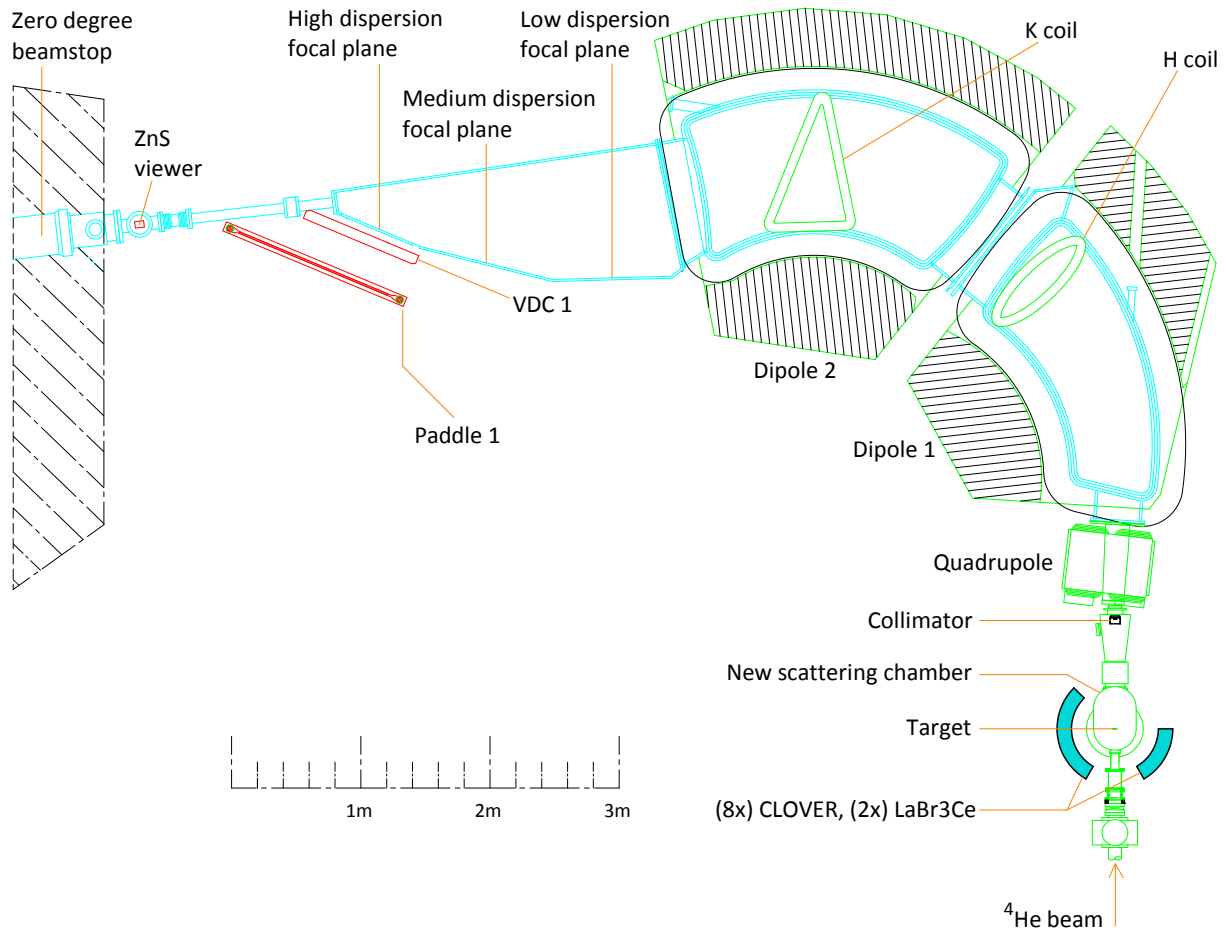 Zero degree
beamstop
High dispersion
focal plane
Low dispersion
focal plane
K coil
H coil
ZnS
viewer
Medium dispersion
focal plane
VDC 1
Dipole 2
Paddle 1
Dipole 1
Quadrupole
Collimator
New scattering chamber
Target
1m
2m
3m
(8x) CLOVER, (2x) LaBr3Ce
⁴He beam